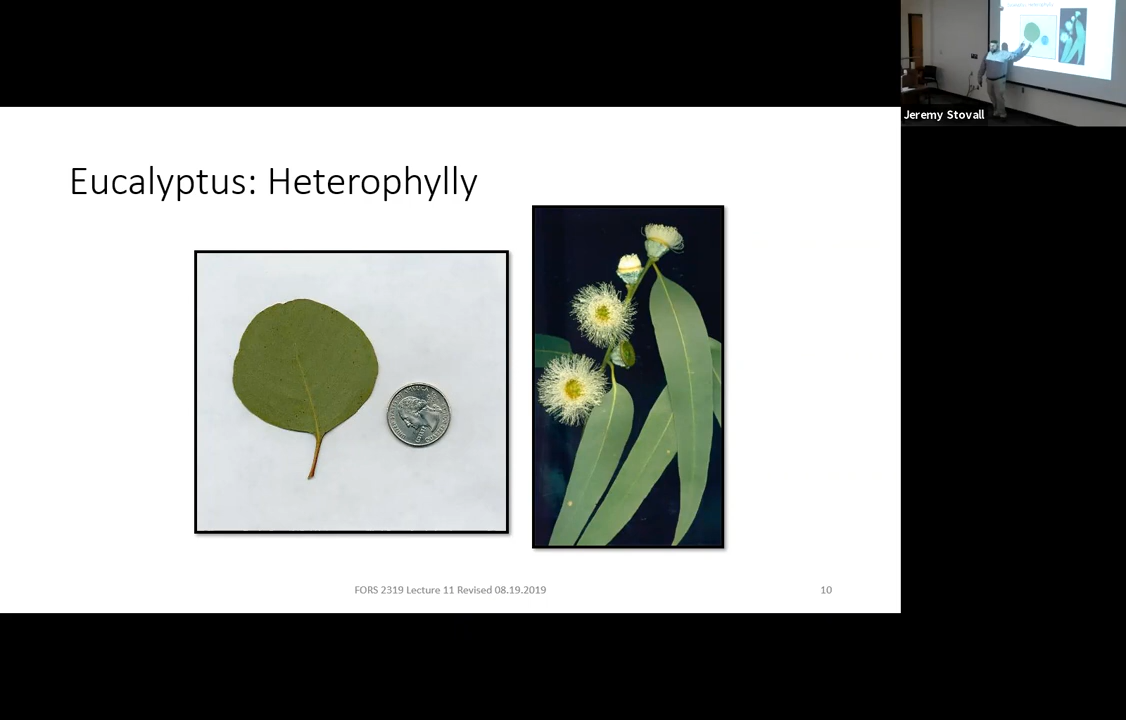 Eucalyptus: Heterophylly
FORS 2319 Lecture 11 Revised 08.19.2019
10
Jeremy Stovall